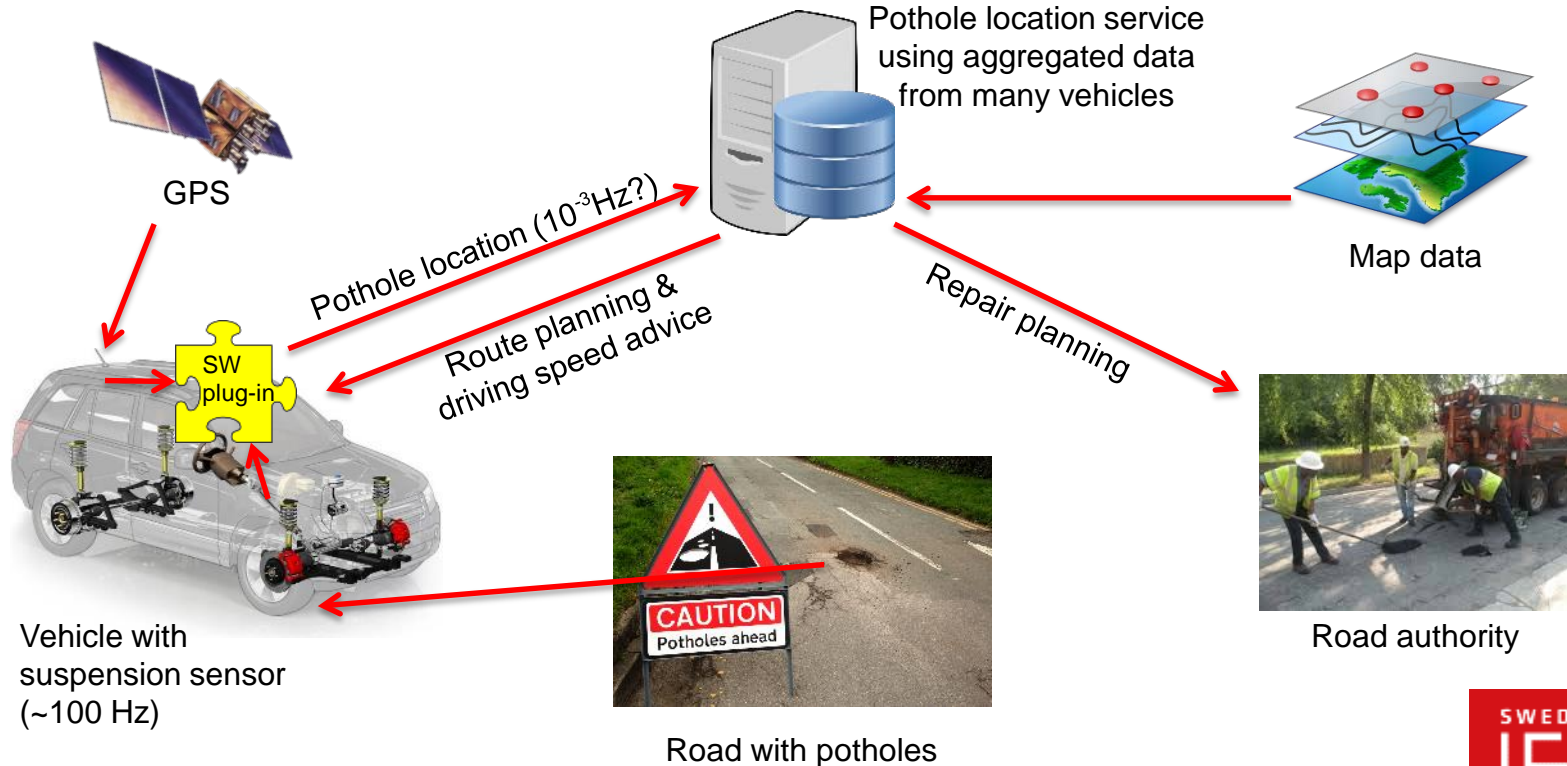 Pothole location service
using aggregated data
from many vehicles
GPS
Pothole location (10⁻³Hz?)
Map data
Route planning &
driving speed advice
Repair planning
SW
plug-in
CAUTION
Potholes ahead
Vehicle with
suspension sensor
(~100 Hz)
Road authority
Road with potholes